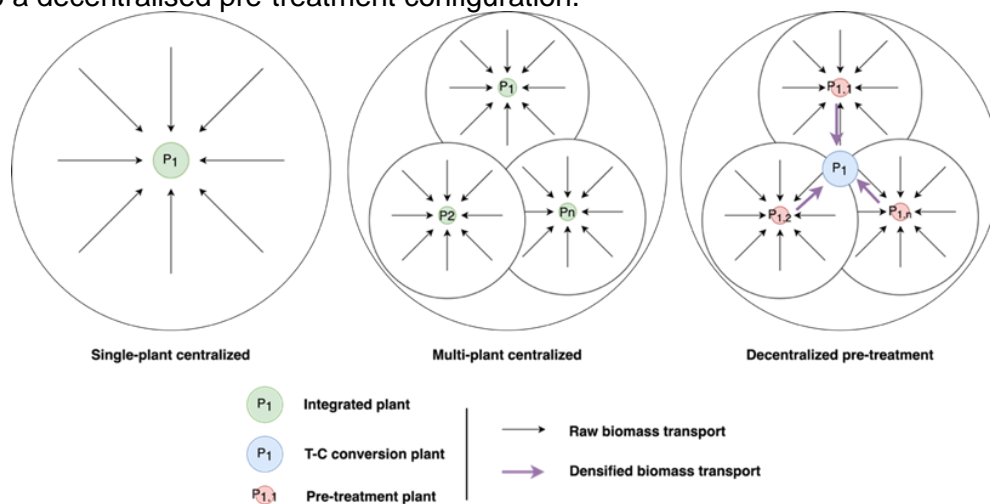 a decentralised pre-treatment configuration.
P1
P1
P2
Pn
P1,1
P1
P1,2
P1,n
Single-plant centralized
Multi-plant centralized
Decentralized pre-treatment
P1 Integrated plant
P1 T-C conversion plant
P1,1 Pre-treatment plant
Raw biomass transport
Densified biomass transport